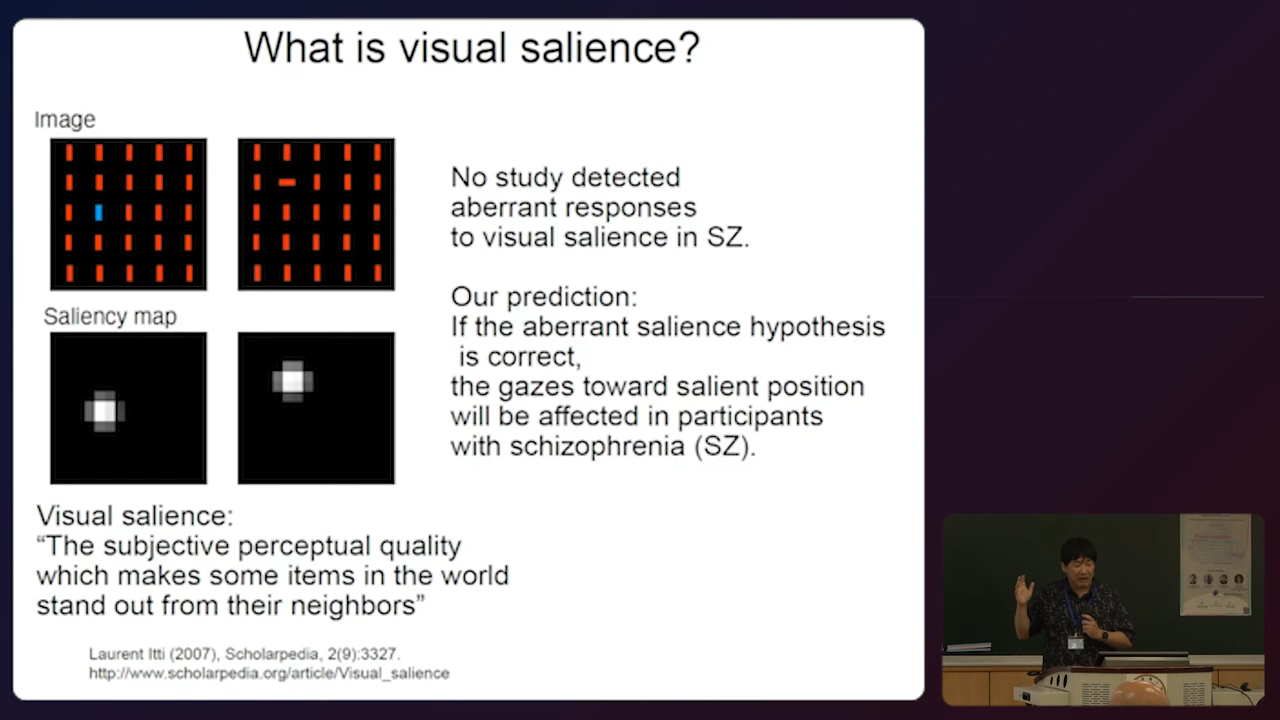 What is visual salience?
Image
No study detected
aberrant responses
to visual salience in SZ.
Our prediction:
If the aberrant salience hypothesis
is correct,
the gazes toward salient position
will be affected in participants
with schizophrenia (SZ).
Saliency map
Visual salience:
“The subjective perceptual quality
which makes some items in the world
stand out from their neighbors”
Laurent Itti (2007), Scholarpedia, 2(9):3327.
http://www.scholarpedia.org/article/Visual_salience